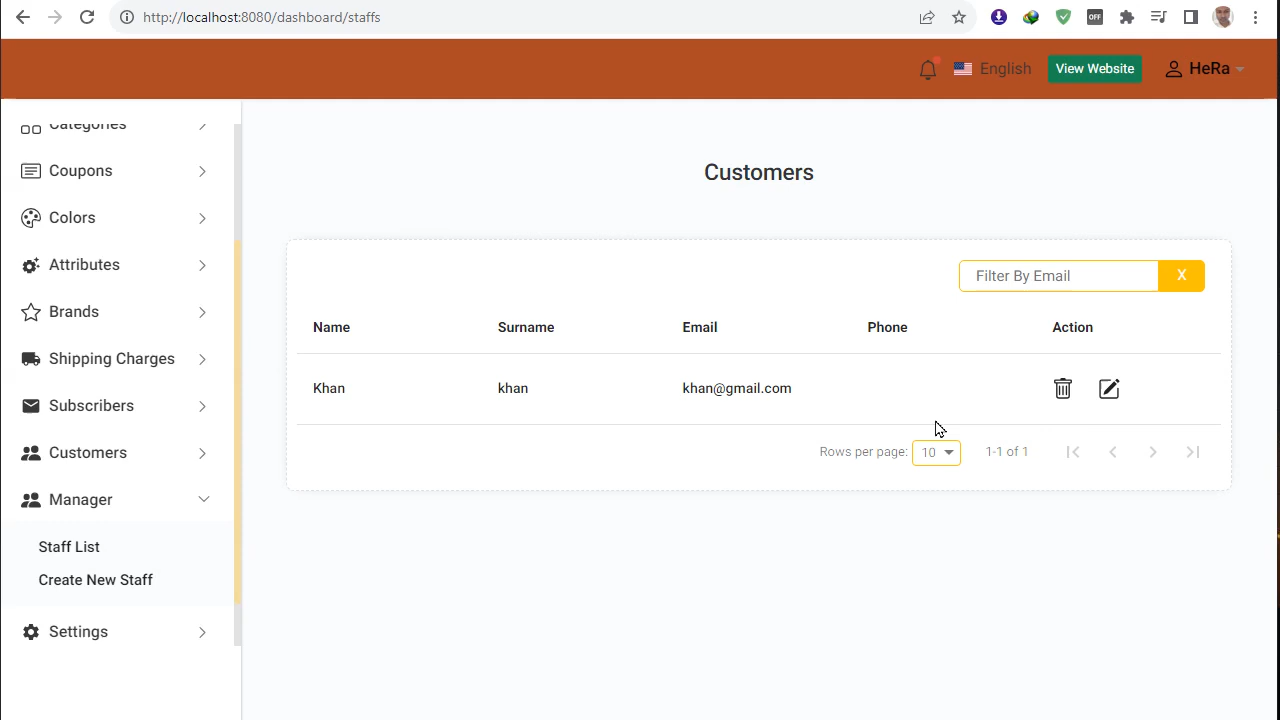 http://localhost:8080/dashboard/staffs
OFF
English
View Website
HeRa
Categories
Coupons
Colors
Attributes
Brands
Shipping Charges
Subscribers
Customers
Manager
Staff List
Create New Staff
Settings
Customers
Filter By Email
X
Name Surname Email Phone Action
Khan khan khan@gmail.com
Rows per page: 10 1-1 of 1